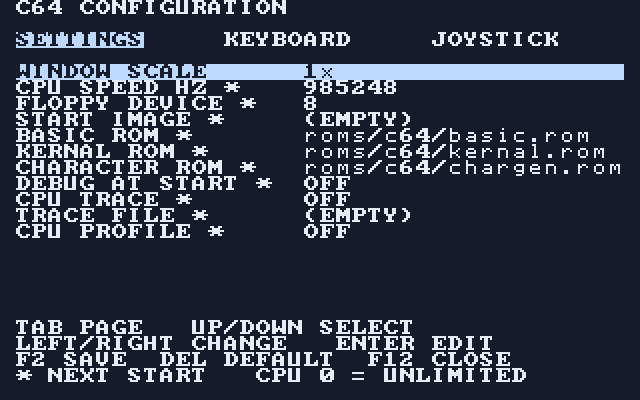 C64 CONFIGURATION
SETTINGS KEYBOARD JOYSTICK
WINDOW SCALE 1x
CPU SPEED HZ * 985248
FLOPPY DEVICE * 8
START IMAGE * (EMPTY)
BASIC ROM * roms/c64/basic.rom
KERNAL ROM * roms/c64/kernal.rom
CHARACTER ROM * roms/c64/chargen.rom
DEBUG AT START * OFF
CPU TRACE * OFF
TRACE FILE * (EMPTY)
CPU PROFILE * OFF
TAB PAGE UP/DOWN SELECT
LEFT/RIGHT CHANGE ENTER EDIT
F2 SAVE DEL DEFAULT F12 CLOSE
* NEXT START CPU 0 = UNLIMITED